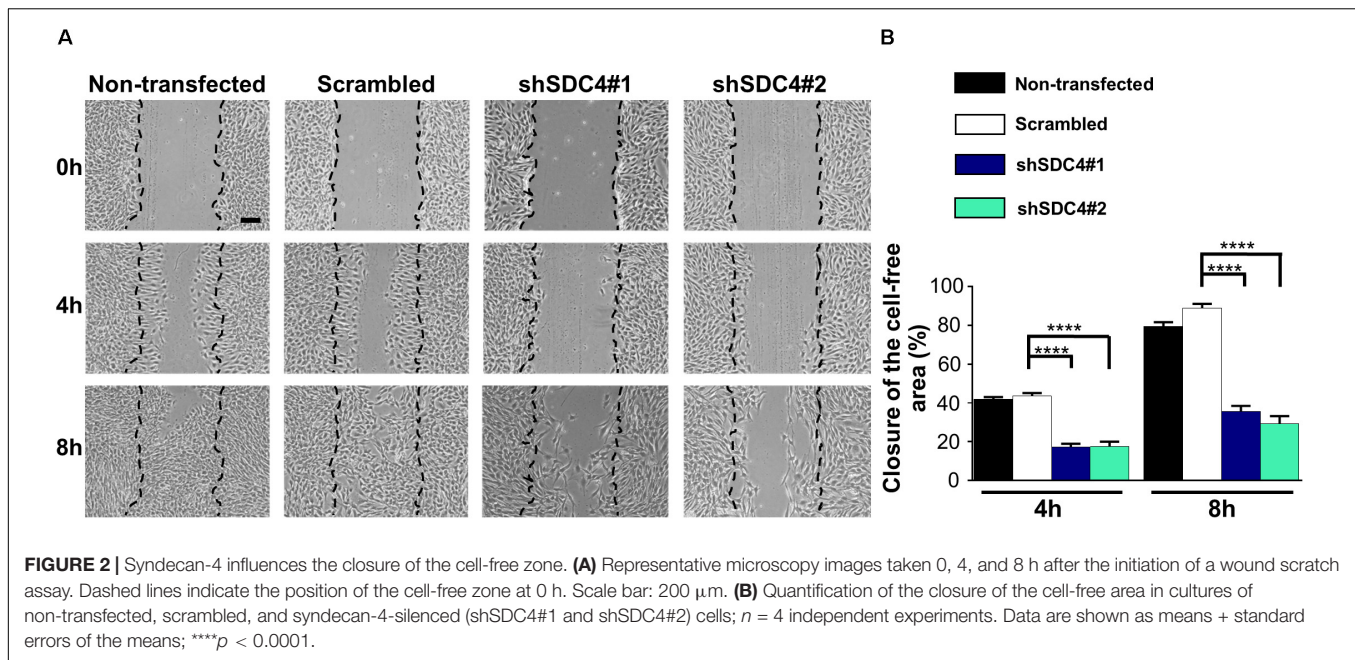 A
B
Non-transfected
Scrambled
shSDC4#1
shSDC4#2
0h
4h
8h
Non-transfected
Scrambled
shSDC4#1
shSDC4#2
Closure of the cell-free
area (%)
100
80
60
40
20
0
****
****
****
****
4h
8h
FIGURE 2 | Syndecan-4 influences the closure of the cell-free zone. (A) Representative microscopy images taken 0, 4, and 8 h after the initiation of a wound scratch
assay. Dashed lines indicate the position of the cell-free zone at 0 h. Scale bar: 200 μm. (B) Quantification of the closure of the cell-free area in cultures of
non-transfected, scrambled, and syndecan-4-silenced (shSDC4#1 and shSDC4#2) cells; n = 4 independent experiments. Data are shown as means + standard
errors of the means; ****p < 0.0001.